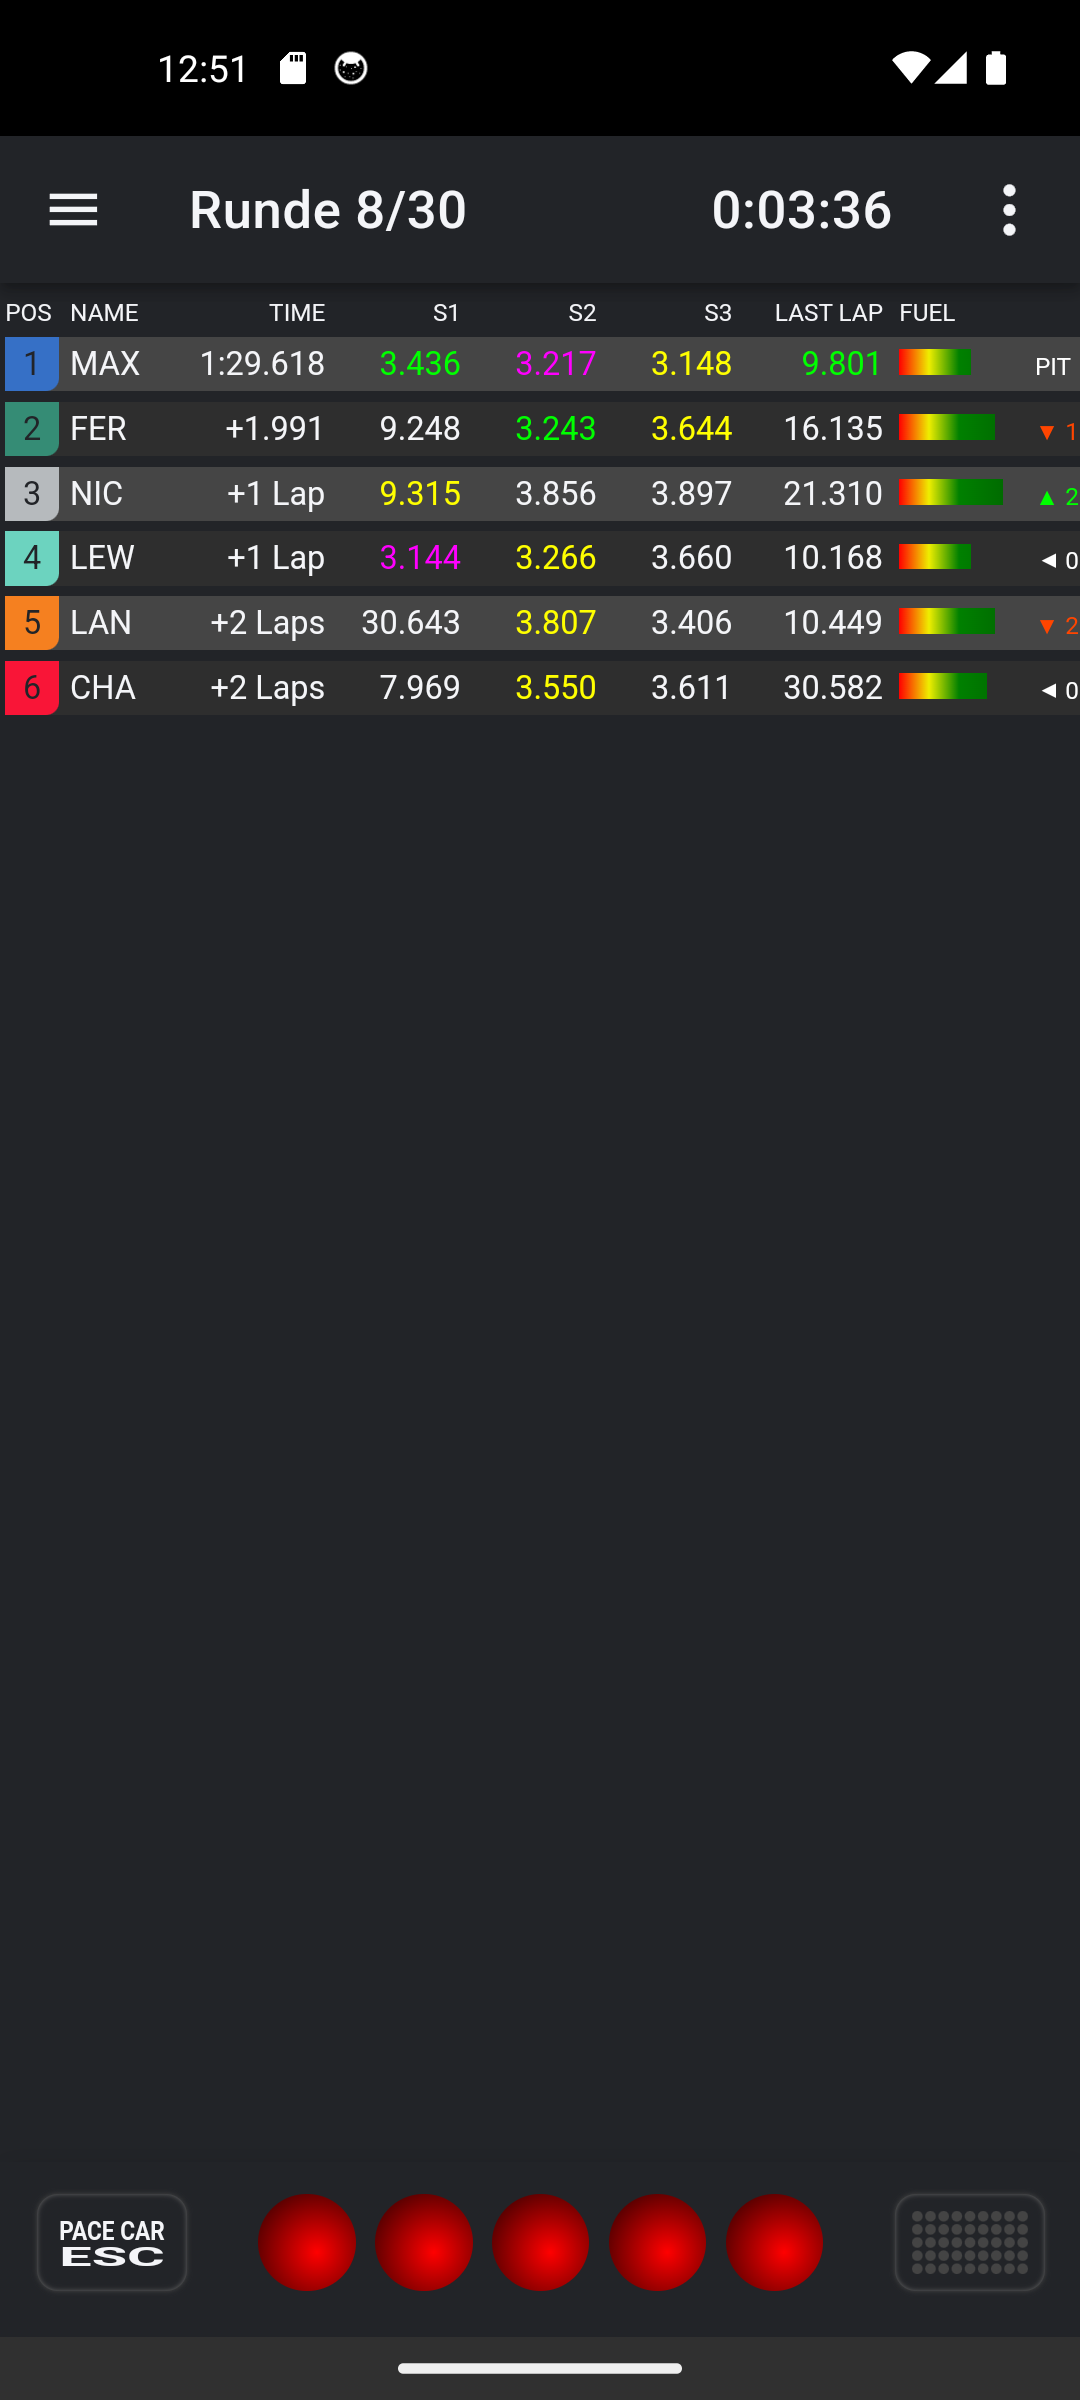 12:51
Runde 8/30 0:03:36
POS NAME TIME S1 S2 S3 LAST LAP FUEL
1 MAX 1:29.618 3.436 3.217 3.148 9.801 PIT
2 FER +1.991 9.248 3.243 3.644 16.135 ▼ 1
3 NIC +1 Lap 9.315 3.856 3.897 21.310 ▲ 2
4 LEW +1 Lap 3.144 3.266 3.660 10.168 ◄ 0
5 LAN +2 Laps 30.643 3.807 3.406 10.449 ▼ 2
6 CHA +2 Laps 7.969 3.550 3.611 30.582 ◄ 0
PACE CAR
ESC